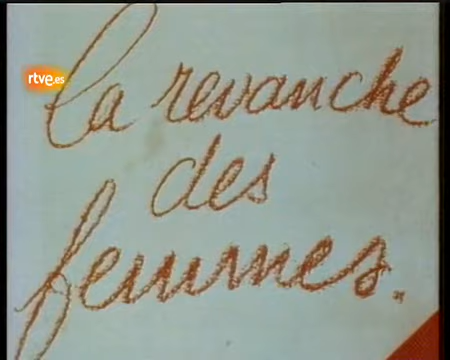 rtve.es
la revanche
des
femmes.